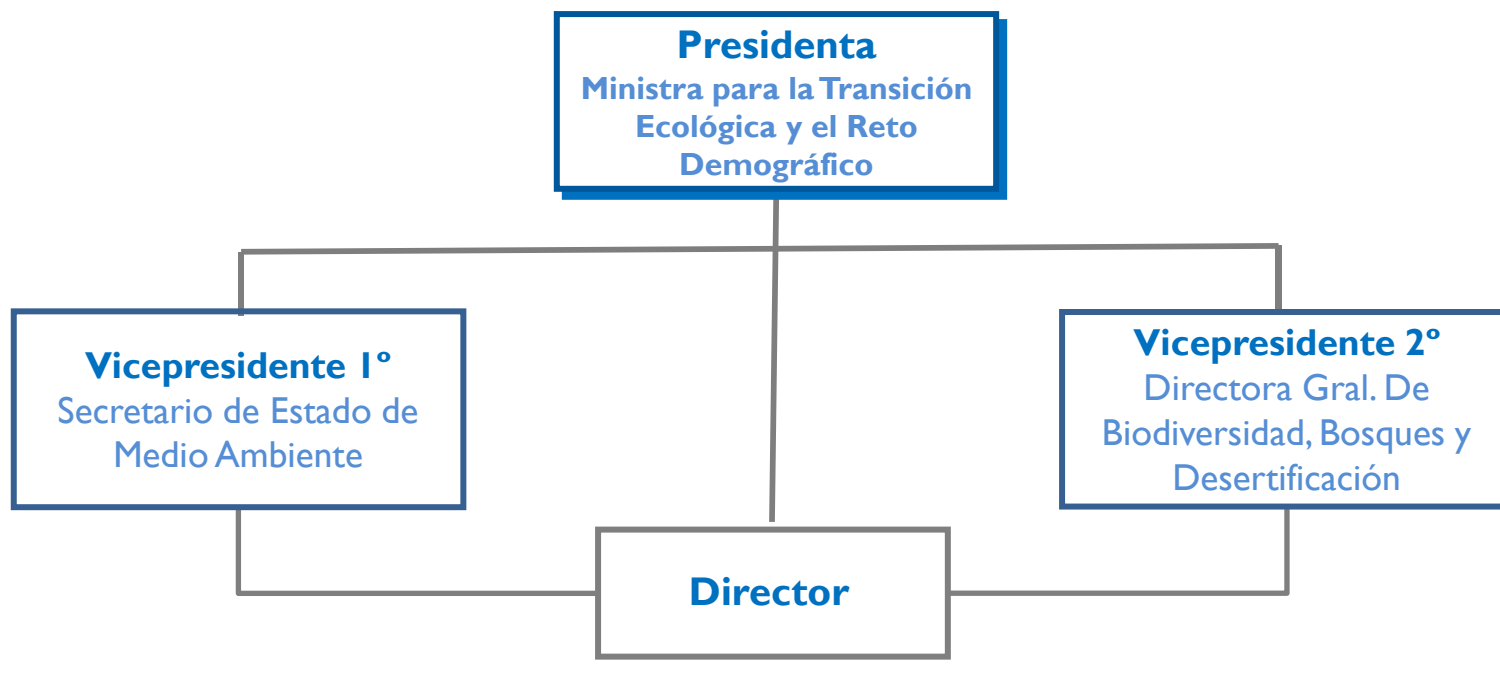 Presidenta
Ministra para la Transición
Ecológica y el Reto
Demográfico
Vicepresidente 1º
Secretario de Estado de
Medio Ambiente
Vicepresidente 2º
Directora Gral. De
Biodiversidad, Bosques y
Desertificación
Director